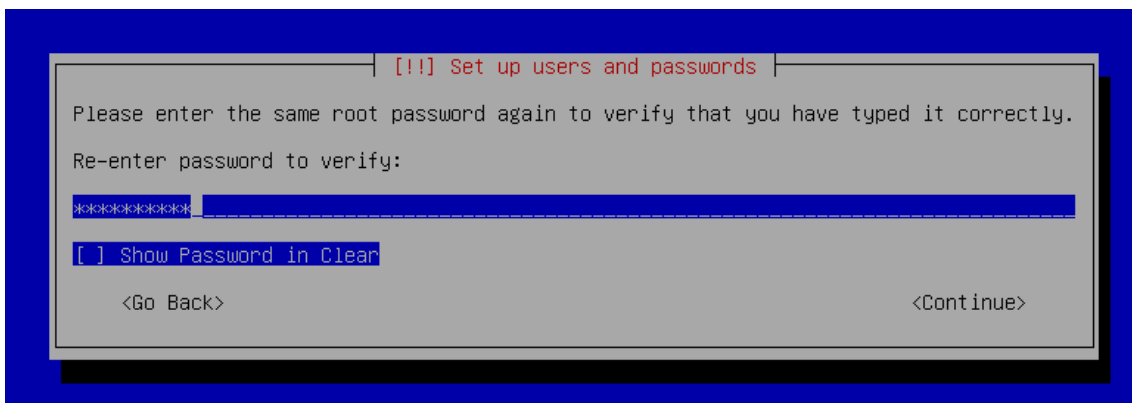 [!!] Set up users and passwords
Please enter the same root password again to verify that you have typed it correctly.
Re-enter password to verify:
**********
[ ] Show Password in Clear
<Go Back> <Continue>